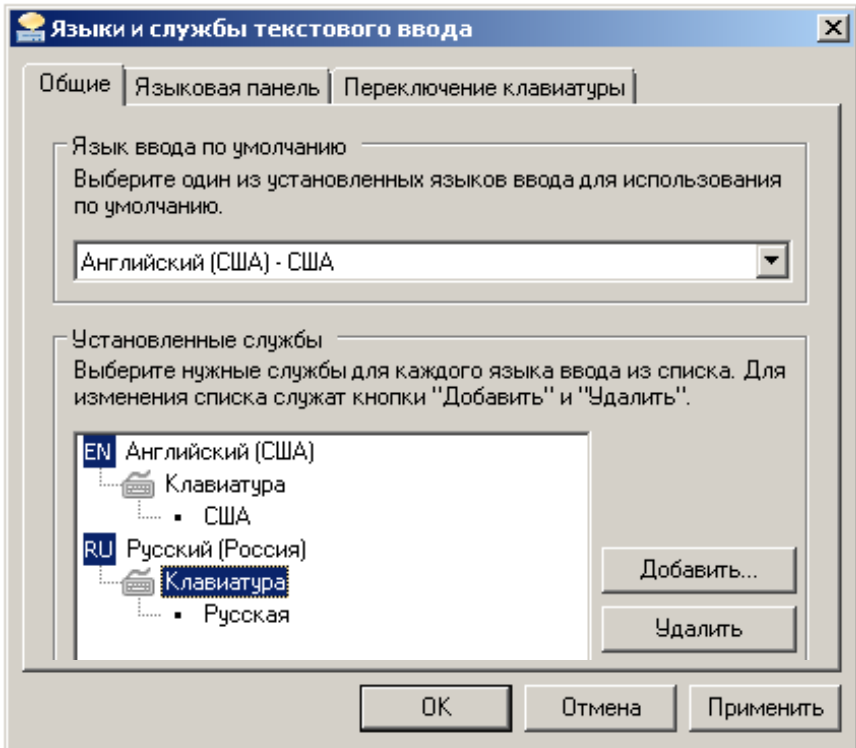 Языки и службы текстового ввода
Общие
Языковая панель
Переключение клавиатуры
Язык ввода по умолчанию
Выберите один из установленных языков ввода для использования
по умолчанию.
Английский (США) - США
Установленные службы
Выберите нужные службы для каждого языка ввода из списка. Для
изменения списка служат кнопки "Добавить" и "Удалить".
EN Английский (США)
Клавиатура
▪ США
RU Русский (Россия)
Клавиатура
▪ Русская
Добавить...
Удалить
OK
Отмена
Применить